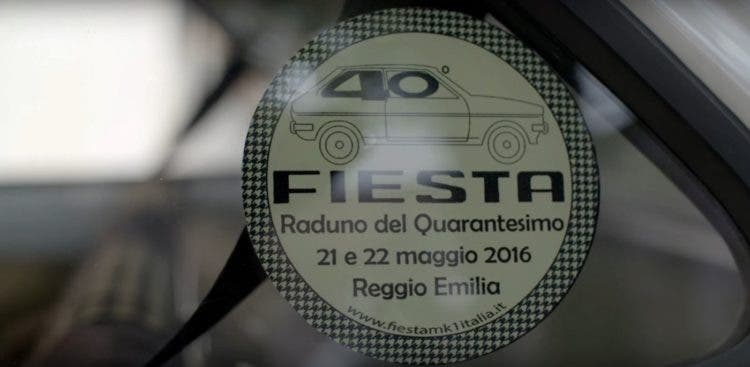 40°
FIESTA
Raduno del Quarantesimo
21 e 22 maggio 2016
Reggio Emilia
www.fiestamk1italia.it